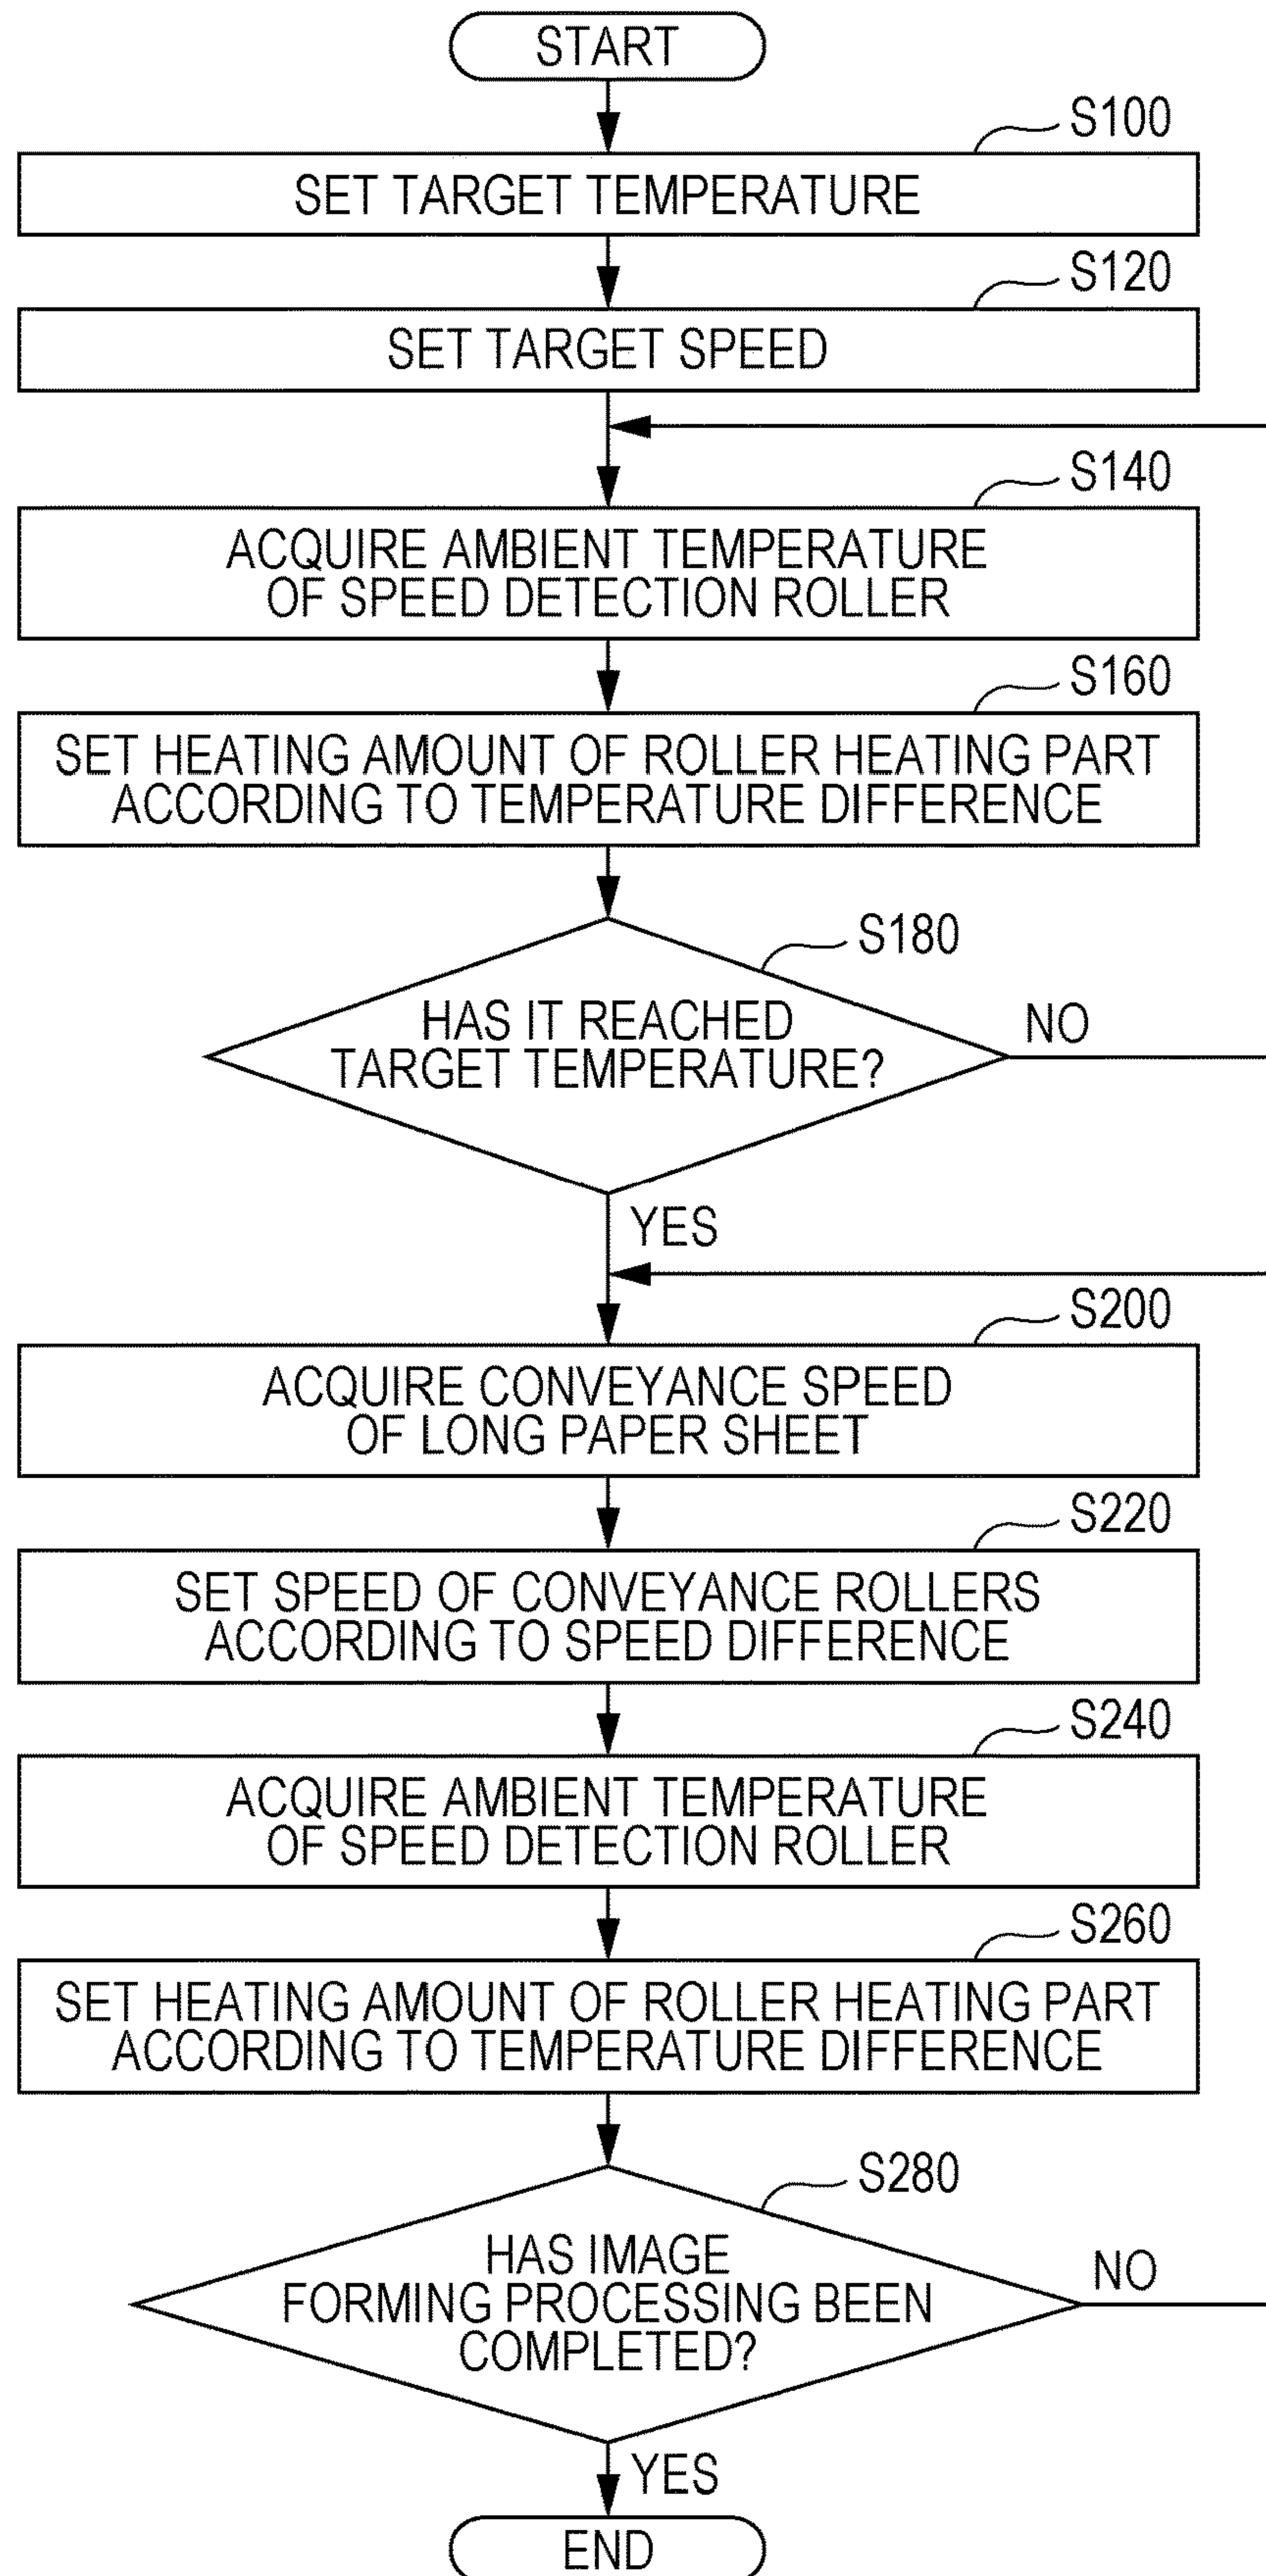 START
S100
SET TARGET TEMPERATURE
S120
SET TARGET SPEED
S140
ACQUIRE AMBIENT TEMPERATURE
OF SPEED DETECTION ROLLER
S160
SET HEATING AMOUNT OF ROLLER HEATING PART
ACCORDING TO TEMPERATURE DIFFERENCE
S180
HAS IT REACHED
TARGET TEMPERATURE?
NO
YES
S200
ACQUIRE CONVEYANCE SPEED
OF LONG PAPER SHEET
S220
SET SPEED OF CONVEYANCE ROLLERS
ACCORDING TO SPEED DIFFERENCE
S240
ACQUIRE AMBIENT TEMPERATURE
OF SPEED DETECTION ROLLER
S260
SET HEATING AMOUNT OF ROLLER HEATING PART
ACCORDING TO TEMPERATURE DIFFERENCE
S280
HAS IMAGE
FORMING PROCESSING BEEN
COMPLETED?
NO
YES
END